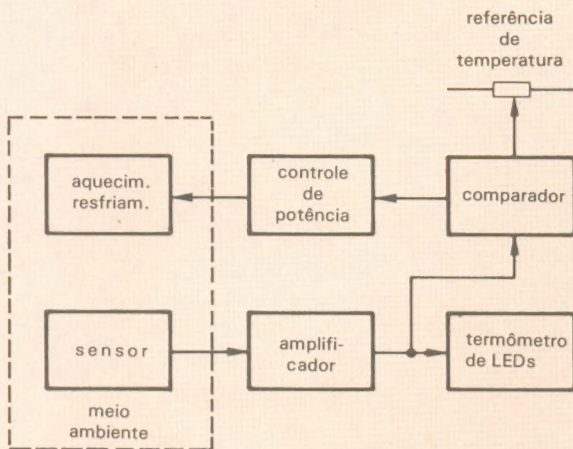 referência
de
temperatura
aquecim.
resfriam.
controle
de
potência
comparador
sensor
amplifi-
cador
termômetro
de LEDs
meio
ambiente